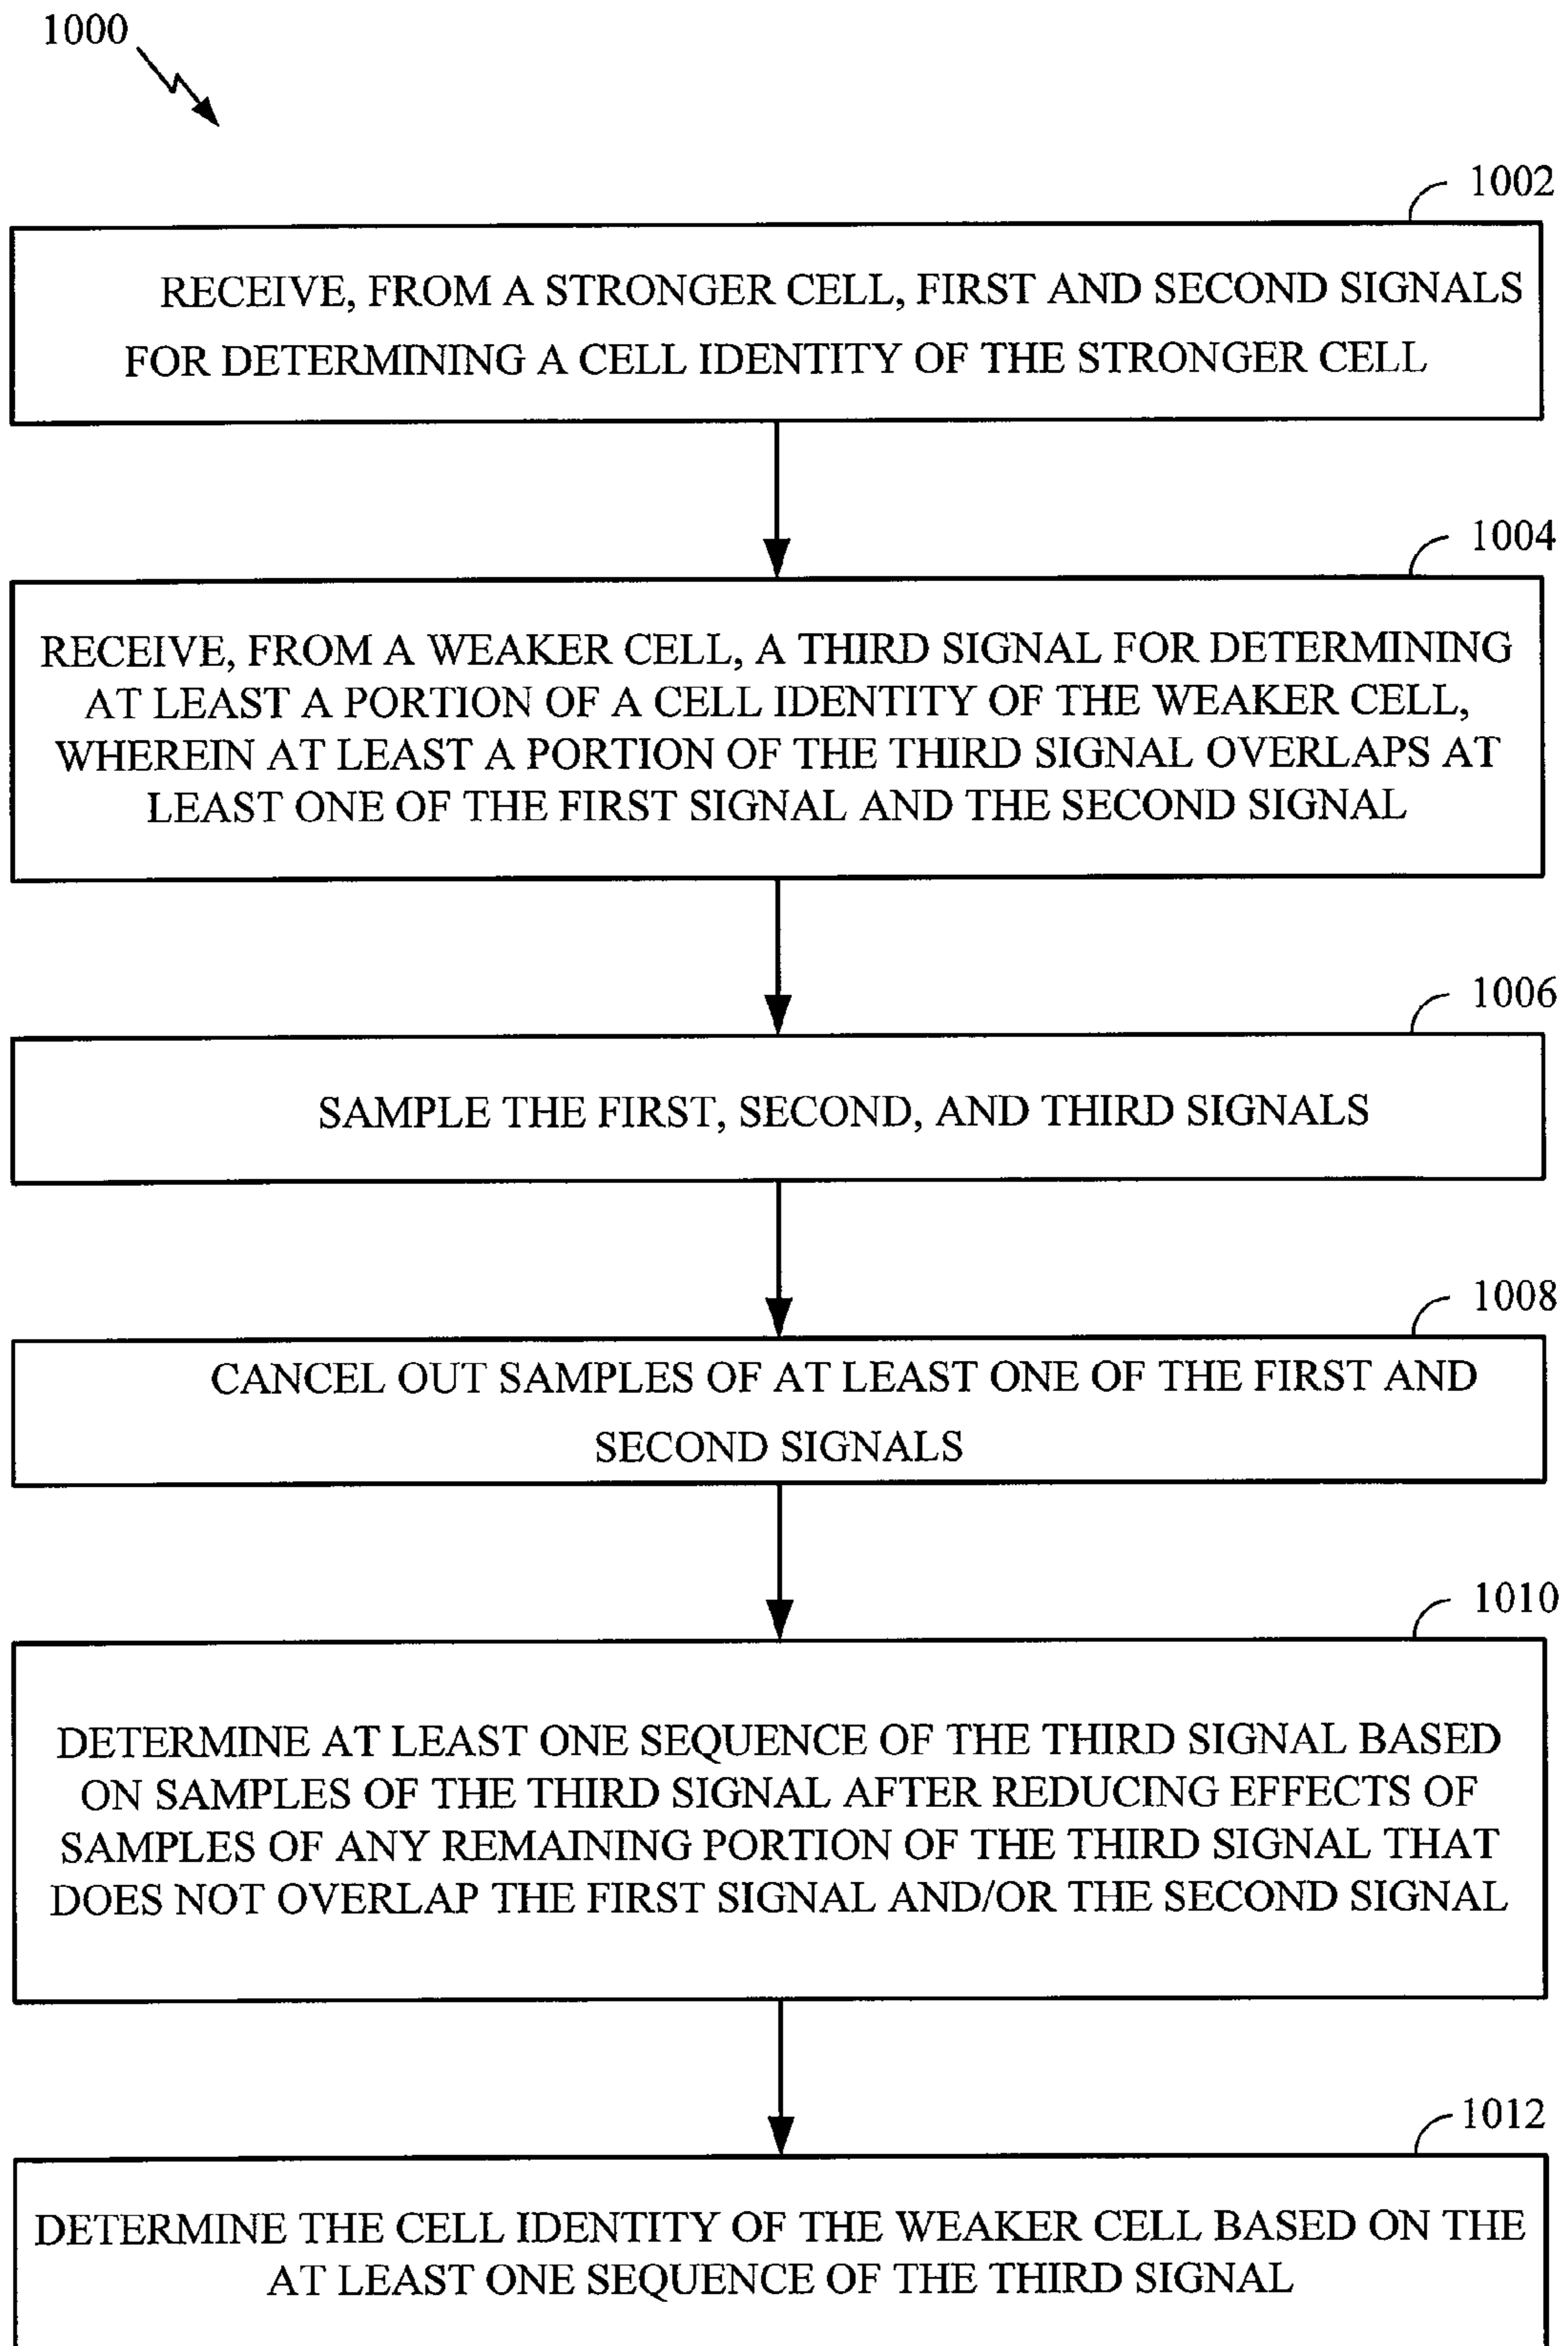 1000
1002
RECEIVE, FROM A STRONGER CELL, FIRST AND SECOND SIGNALS
FOR DETERMINING A CELL IDENTITY OF THE STRONGER CELL
1004
RECEIVE, FROM A WEAKER CELL, A THIRD SIGNAL FOR DETERMINING
AT LEAST A PORTION OF A CELL IDENTITY OF THE WEAKER CELL,
WHEREIN AT LEAST A PORTION OF THE THIRD SIGNAL OVERLAPS AT
LEAST ONE OF THE FIRST SIGNAL AND THE SECOND SIGNAL
1006
SAMPLE THE FIRST, SECOND, AND THIRD SIGNALS
1008
CANCEL OUT SAMPLES OF AT LEAST ONE OF THE FIRST AND
SECOND SIGNALS
1010
DETERMINE AT LEAST ONE SEQUENCE OF THE THIRD SIGNAL BASED
ON SAMPLES OF THE THIRD SIGNAL AFTER REDUCING EFFECTS OF
SAMPLES OF ANY REMAINING PORTION OF THE THIRD SIGNAL THAT
DOES NOT OVERLAP THE FIRST SIGNAL AND/OR THE SECOND SIGNAL
1012
DETERMINE THE CELL IDENTITY OF THE WEAKER CELL BASED ON THE
AT LEAST ONE SEQUENCE OF THE THIRD SIGNAL